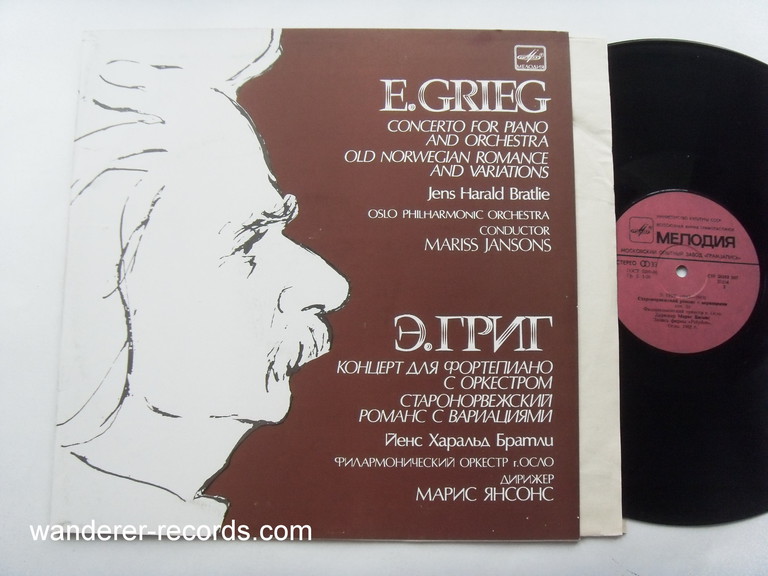 МЕЛОДИЯ
E.GRIEG
CONCERTO FOR PIANO
AND ORCHESTRA
OLD NORWEGIAN ROMANCE
AND VARIATIONS
Jens Harald Bratlie
OSLO PHILHARMONIC ORCHESTRA
CONDUCTOR
MARISS JANSONS
Э.ГРИГ
КОНЦЕРТ ДЛЯ ФОРТЕПИАНО
С ОРКЕСТРОМ
СТАРОНОРВЕЖСКИЙ
РОМАНС С ВАРИАЦИЯМИ
Йенс Харальд Братли
ФИЛАРМОНИЧЕСКИЙ ОРКЕСТР г.ОСЛО
ДИРИЖЕР
МАРИС ЯНСОНС
МЕЛОДИЯ
СТЕРЕО
wanderer-records.com